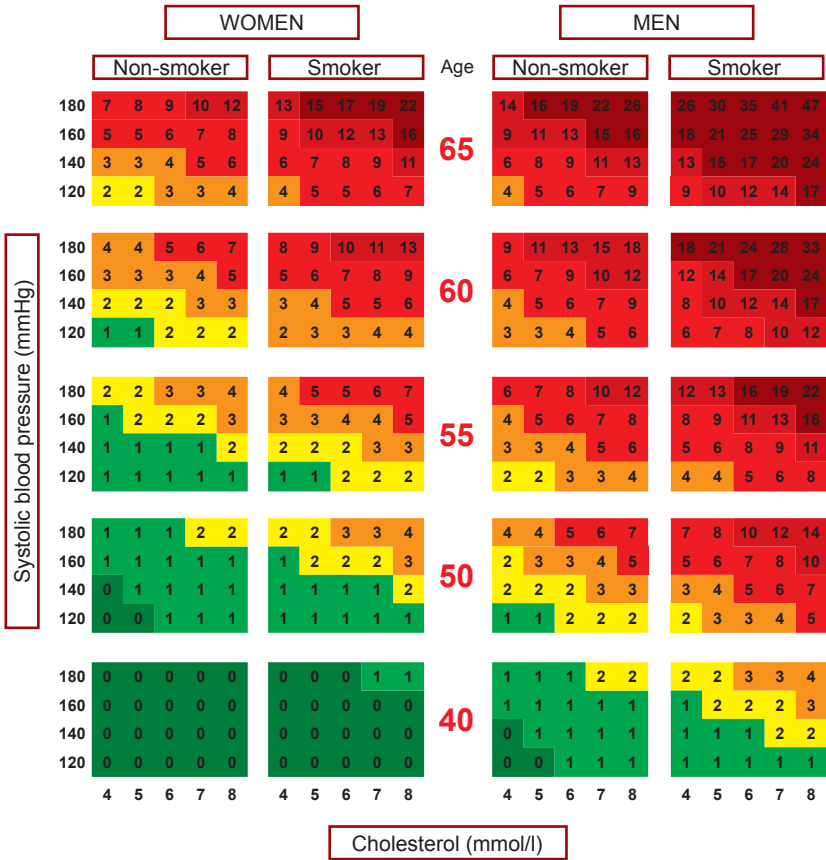 WOMEN MEN
Non-smoker Smoker Age Non-smoker Smoker
180 7 8 9 10 12 13 15 17 19 22 14 16 19 22 26 26 30 35 41 47
160 5 5 6 7 8 9 10 12 13 16 9 11 13 15 16 18 21 25 29 34
65
140 3 3 4 5 6 6 7 8 9 11 6 8 9 11 13 13 15 17 20 24
120 2 2 3 3 4 4 5 5 6 7 4 5 6 7 9 9 10 12 14 17
Systolic blood pressure (mmHg)
180 4 4 5 6 7 8 9 10 11 13 9 11 13 15 18 18 21 24 28 33
160 3 3 3 4 5 5 6 7 8 9 6 7 9 10 12 12 14 17 20 24
60
140 2 2 2 3 3 3 4 5 5 6 4 5 6 7 9 8 10 12 14 17
120 1 1 2 2 2 2 3 3 4 4 3 3 4 5 6 6 7 8 10 12
180 2 2 3 3 4 4 5 5 6 7 6 7 8 10 12 12 13 16 19 22
160 1 2 2 2 3 3 3 4 4 5 4 5 6 7 8 8 9 11 13 16
55
140 1 1 1 1 2 2 2 2 3 3 3 3 4 5 6 5 6 8 9 11
120 1 1 1 1 1 1 1 2 2 2 2 2 3 3 4 4 4 5 6 8
180 1 1 1 2 2 2 2 3 3 4 4 4 5 6 7 7 8 10 12 14
160 1 1 1 1 1 1 2 2 2 3 2 3 3 4 5 5 6 7 8 10
50
140 0 1 1 1 1 1 1 1 1 2 2 2 2 3 3 3 4 5 6 7
120 0 0 1 1 1 1 1 1 1 1 1 1 2 2 2 2 3 3 4 5
180 0 0 0 0 0 0 0 0 1 1 1 1 1 2 2 2 2 3 3 4
160 0 0 0 0 0 0 0 0 0 0 1 1 1 1 1 1 2 2 2 3
40
140 0 0 0 0 0 0 0 0 0 0 0 1 1 1 1 1 1 1 2 2
120 0 0 0 0 0 0 0 0 0 0 0 0 1 1 1 1 1 1 1 1
4 5 6 7 8 4 5 6 7 8 4 5 6 7 8 4 5 6 7 8
Cholesterol (mmol/l)